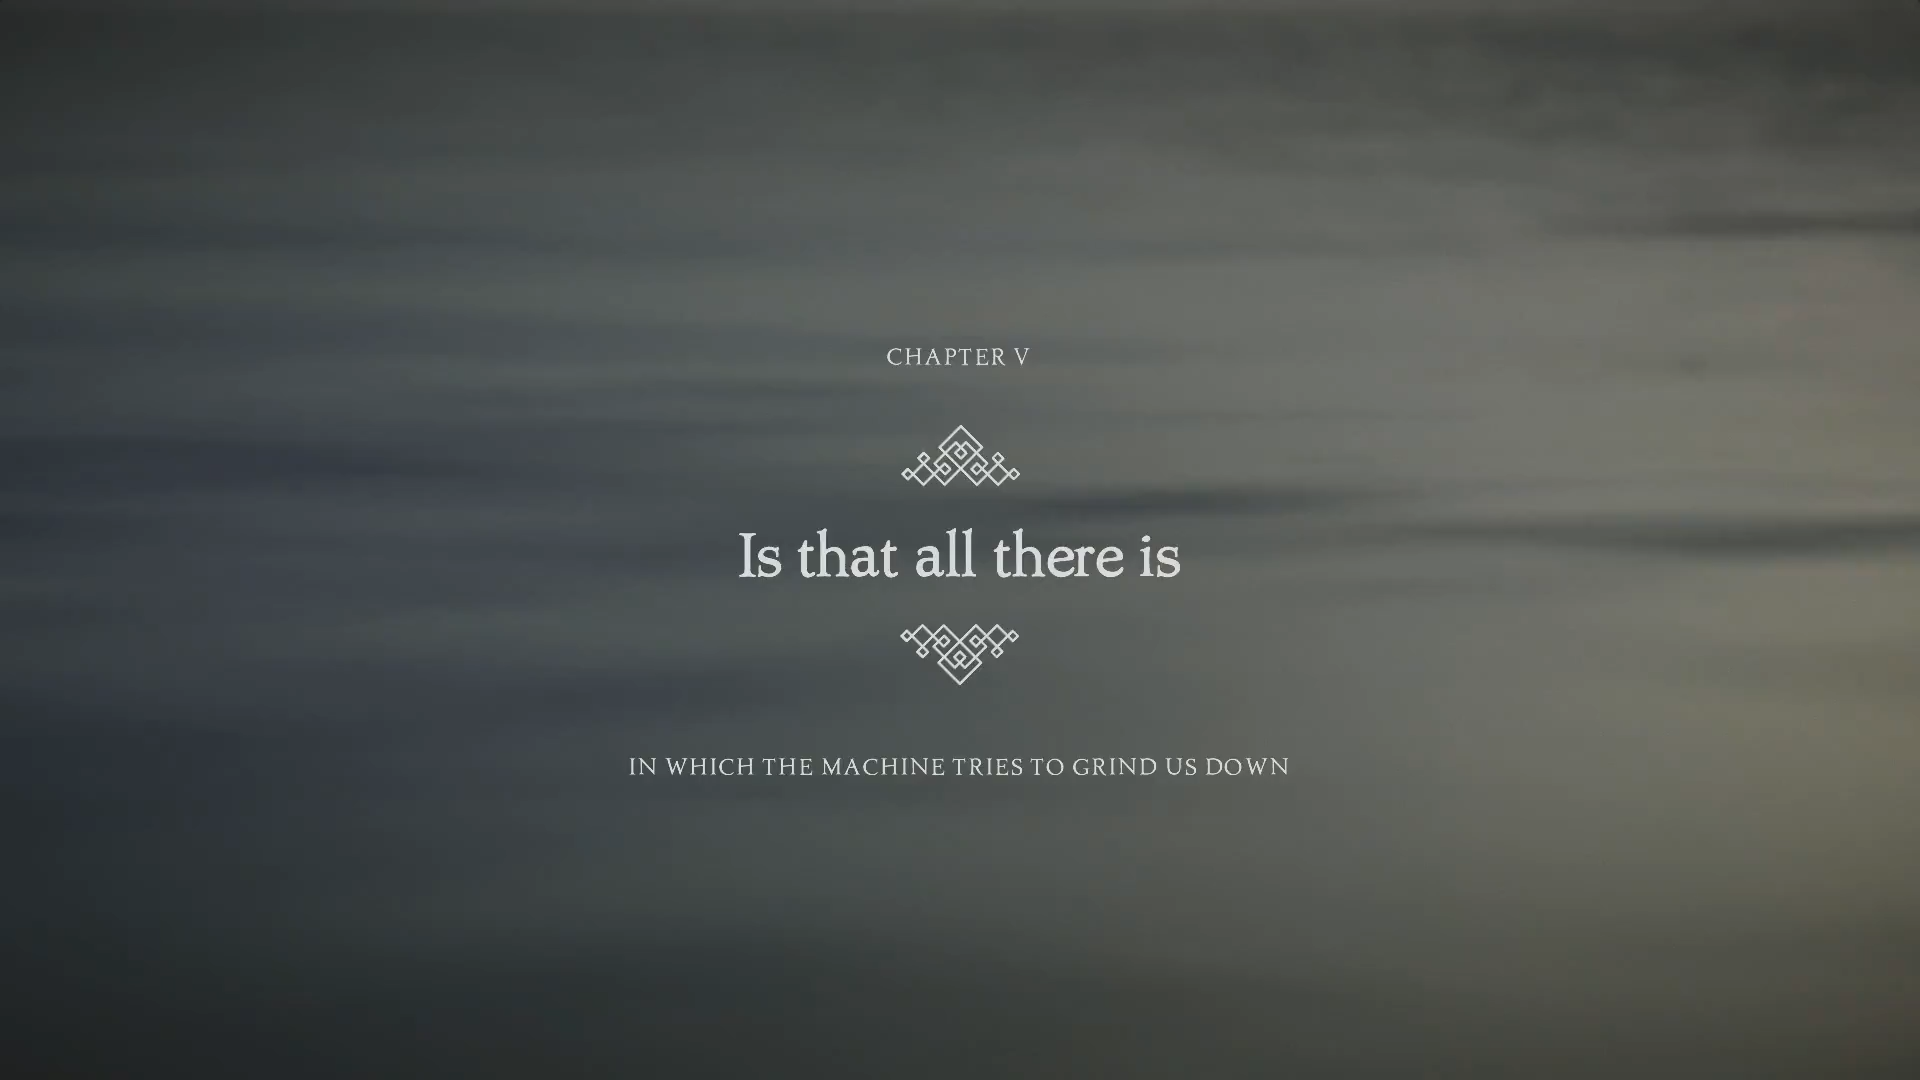 CHAPTER V
Is that all there is
IN WHICH THE MACHINE TRIES TO GRIND US DOWN